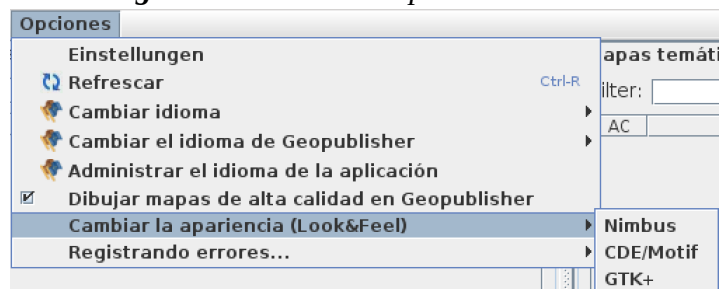 Opciones
Einstellungen
apas temáti
Refrescar Ctrl-R
ilter:
Cambiar idioma
AC
Cambiar el idioma de Geopublisher
Administrar el idioma de la aplicación
Dibujar mapas de alta calidad en Geopublisher
Cambiar la apariencia (Look&Feel)
Nimbus
Registrando errores...
CDE/Motif
GTK+